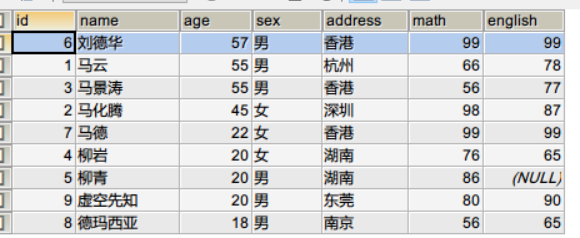 id name age sex address math english
6 刘德华 57 男 香港 99 99
1 马云 55 男 杭州 66 78
3 马景涛 55 男 香港 56 77
2 马化腾 45 女 深圳 98 87
7 马德 22 女 香港 99 99
4 柳岩 20 女 湖南 76 65
5 柳青 20 男 湖南 86 (NULL)
9 虚空先知 20 男 东莞 80 90
8 德玛西亚 18 男 南京 56 65